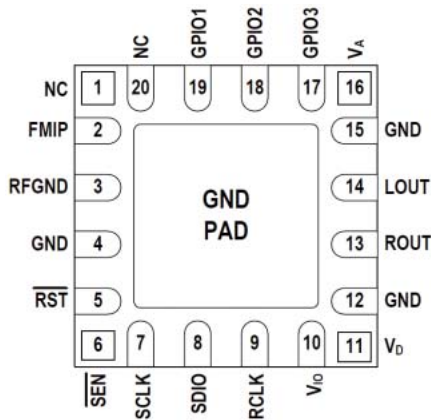 NC
GPIO1
GPIO2
GPIO3
VA
NC
1
20
19
18
17
16
FMIP
2
15
GND
RFGND
3
GND
PAD
14
LOUT
GND
4
13
ROUT
RST
5
12
GND
6
7
8
9
10
11
VD
SEN
SCLK
SDIO
RCLK
VIO